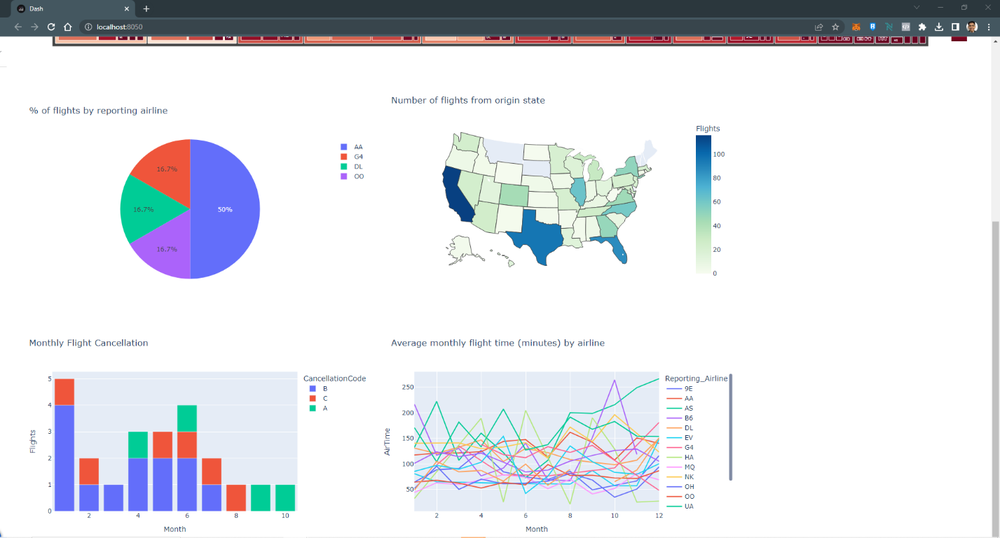 Dash
localhost:8050
% of flights by reporting airline
50%
16.7%
16.7%
16.7%
AA
G4
DL
OO
Number of flights from origin state
Flights
100
80
60
40
20
0
Monthly Flight Cancellation
5
4
3
2
1
0
Flights
2
4
6
8
10
Month
CancellationCode
B
C
A
Average monthly flight time (minutes) by airline
250
200
150
100
50
AirTime
2
4
6
8
10
12
Month
Reporting_Airline
9E
AA
AS
B6
DL
EV
G4
HA
MQ
NK
OH
OO
UA